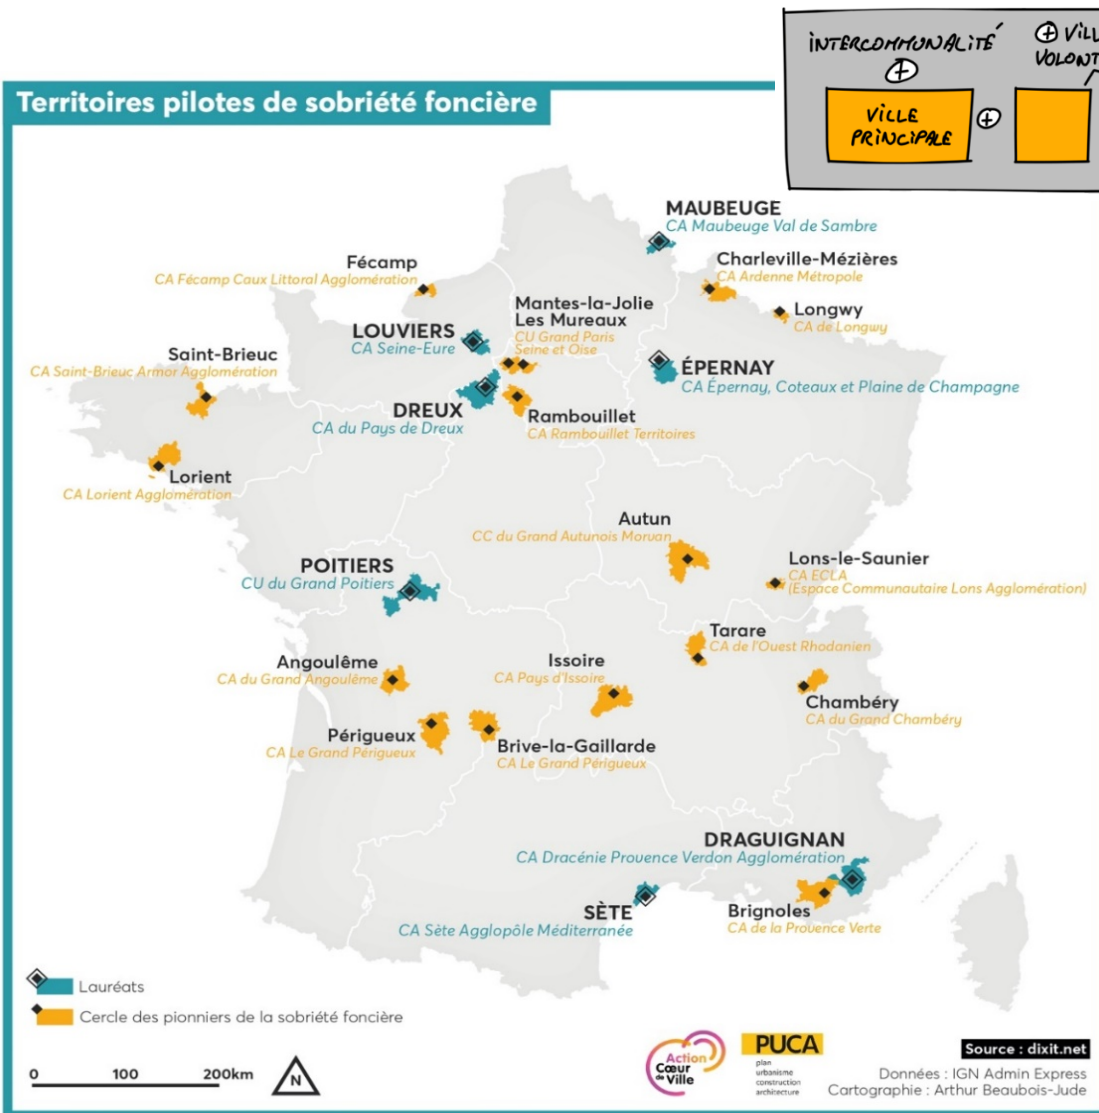 INTERCOMMUNALITÉ
VILLE
PRINCIPALE
Territoires pilotes de sobriété foncière
MAUBEUGE
CA Maubeuge Val de Sambre
Fécamp
CA Fécamp Caux Littoral Agglomération
Charleville-Mézières
CA Ardenne Métropole
Mantes-la-Jolie
Les Mureaux
CU Grand Paris
Seine et Oise
Longwy
CA de Longwy
LOUVIERS
CA Seine-Eure
Saint-Brieuc
CA Saint-Brieuc Armor Agglomération
ÉPERNAY
CA Épernay, Coteaux et Plaine de Champagne
DREUX
CA du Pays de Dreux
Rambouillet
CA Rambouillet Territoires
Lorient
CA Lorient Agglomération
Autun
CC du Grand Autunois Morvan
Lons-le-Saunier
CA ECLA
(Espace Communautaire Lons Agglomération)
POITIERS
CU du Grand Poitiers
Tarare
CA de l'Ouest Rhodanien
Angoulême
CA du Grand Angoulême
Issoire
CA Pays d'Issoire
Chambéry
CA du Grand Chambéry
Périgueux
CA Le Grand Périgueux
Brive-la-Gaillarde
CA Le Grand Périgueux
DRAGUIGNAN
CA Dracénie Provence Verdon Agglomération
SÈTE
CA Sète Agglopôle Méditerranée
Brignoles
CA de la Provence Verte
Lauréats
Cercle des pionniers de la sobriété foncière
0 100 200km
N
Action
Cœur
de Ville
PUCA
plan
urbanisme
construction
architecture
Source : dixit.net
Données : IGN Admin Express
Cartographie : Arthur Beaubois-Jude